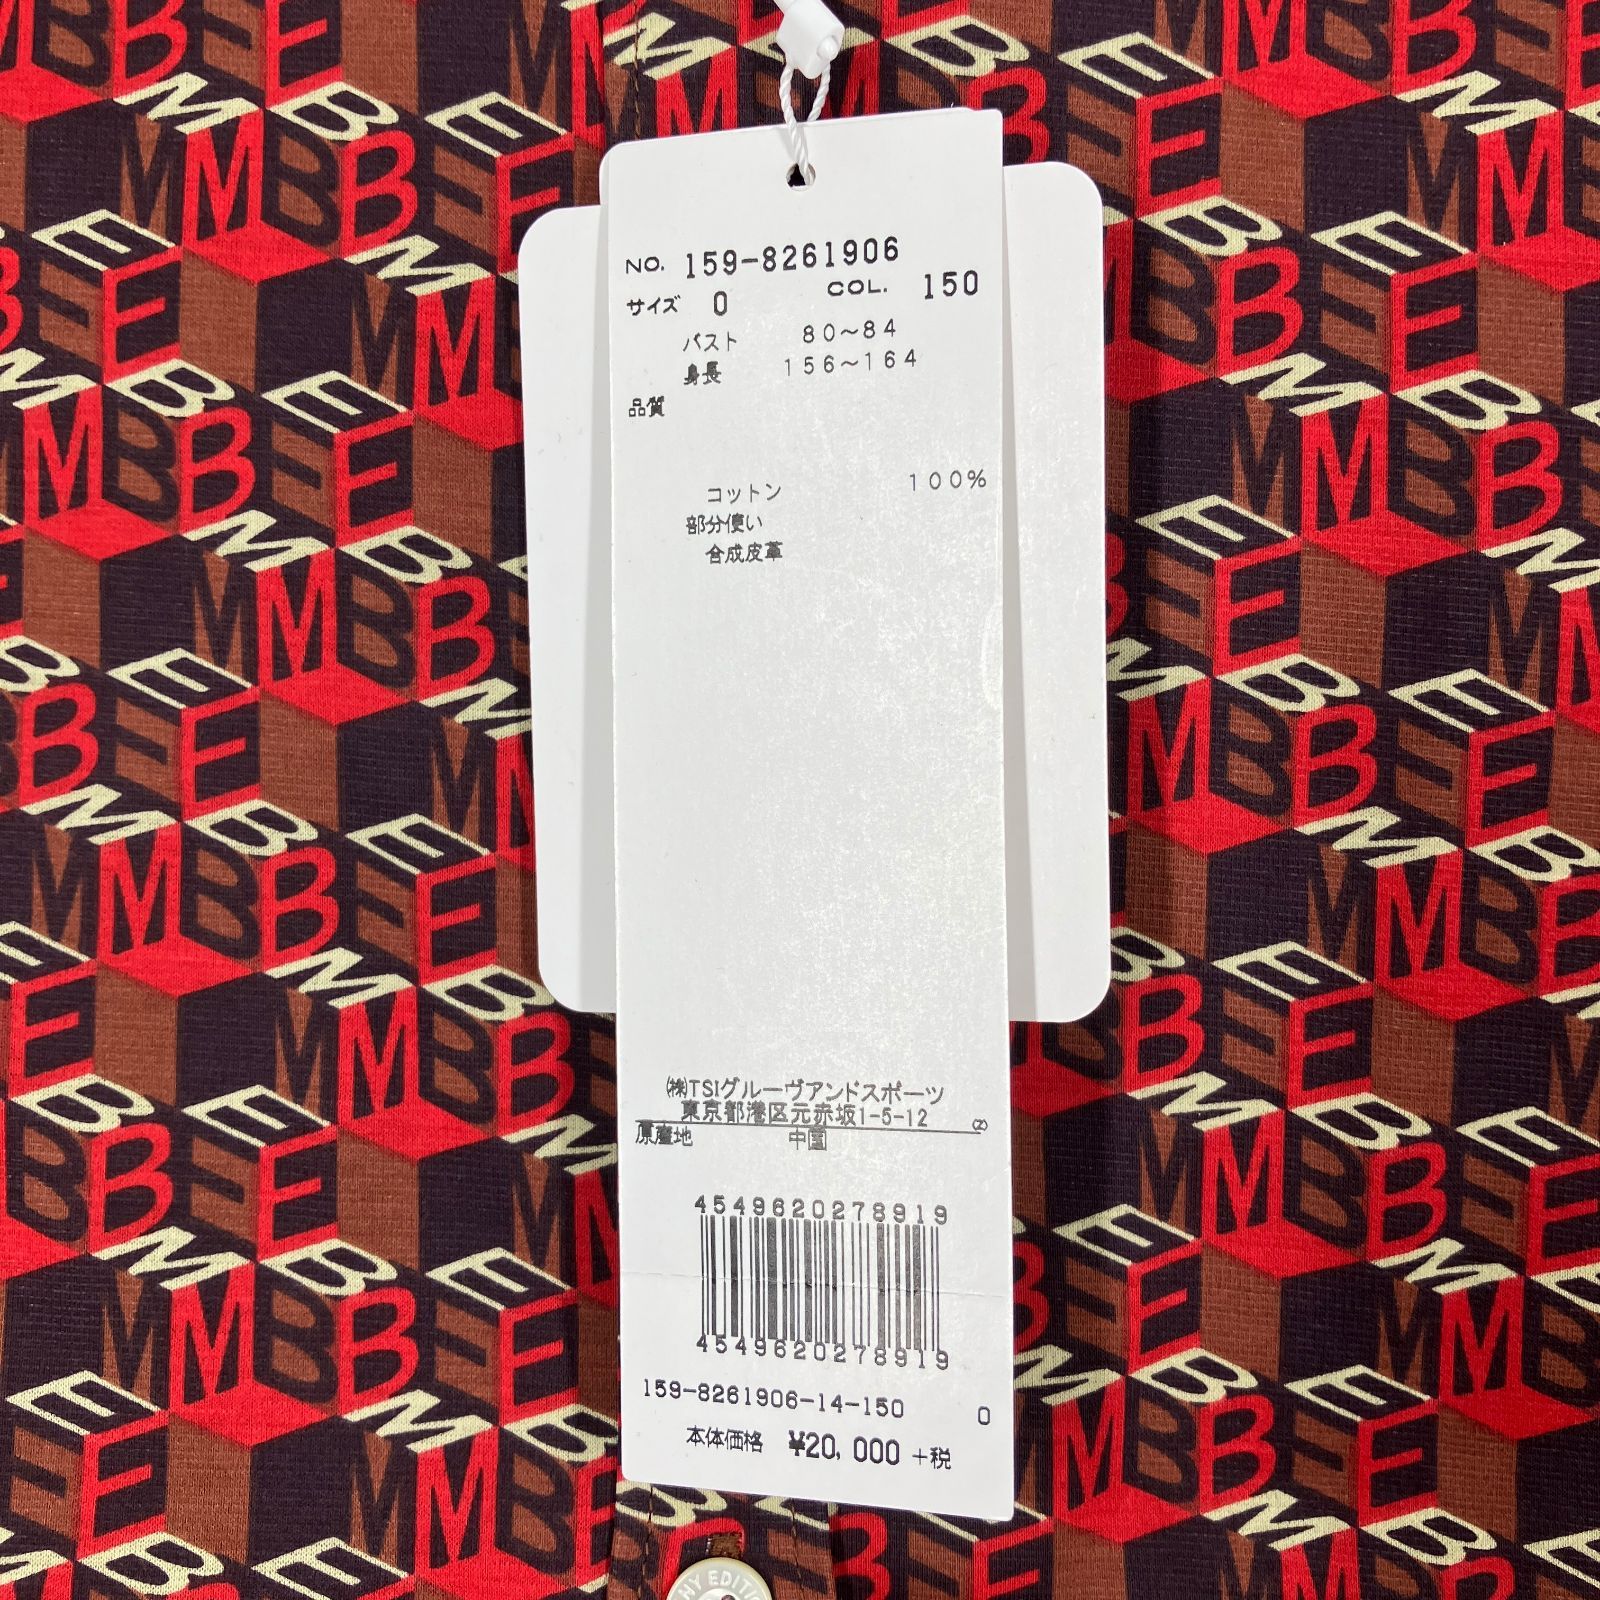 NO. 159-8261906
サイズ 0 COL. 150
バスト 80~84
身長 156~164
品質
コットン 100%
部分使い
合成皮革
㈱TSIグルーヴアンドスポーツ
東京都港区元赤坂1-5-12
(Z)
原産地 中国
4549620278919
4549620278919
159-8261906-14-150 0
本体価格 ¥20,000 +税
NY EDITIO